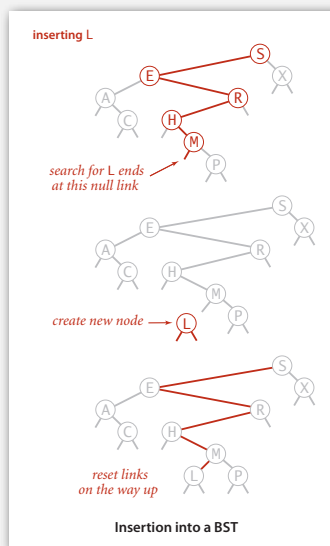 inserting L
S
E
X
A
R
C
H
M
P
search for L ends
at this null link
S
E
X
A
R
C
H
M
P
create new node
L
S
E
X
A
R
C
H
M
L
P
reset links
on the way up
Insertion into a BST